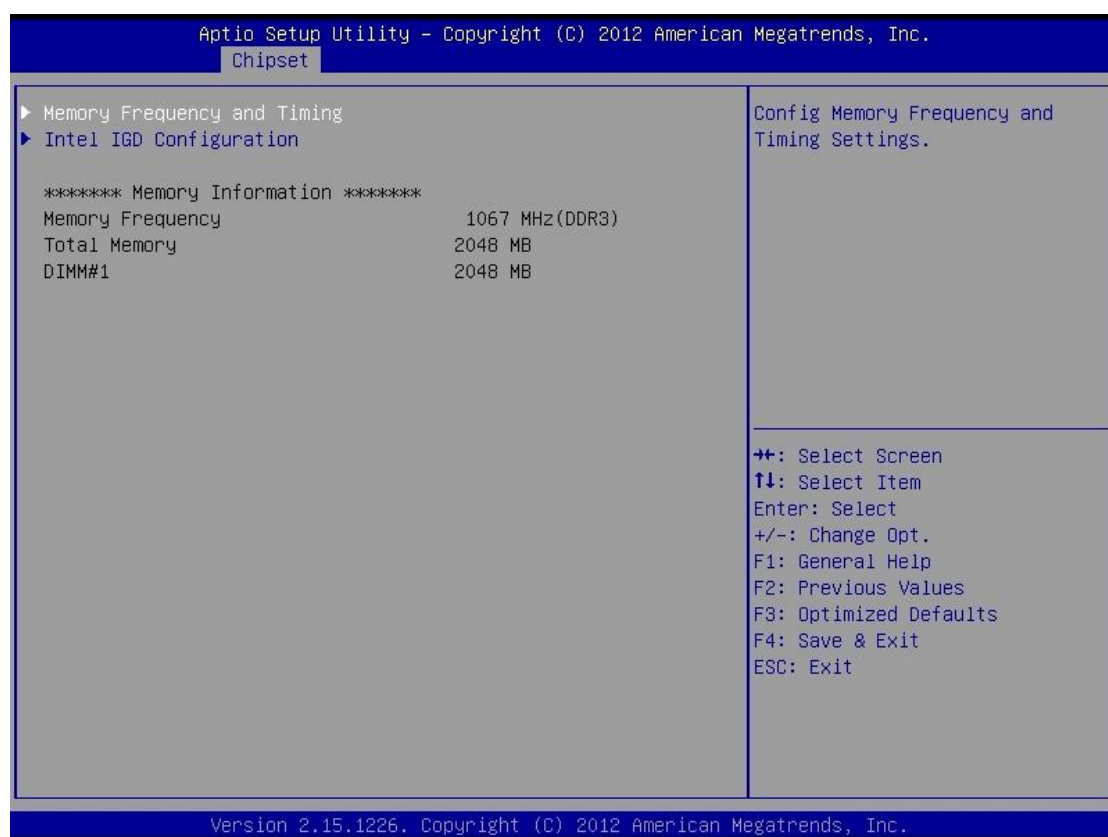 Aptio Setup Utility – Copyright (C) 2012 American Megatrends, Inc.
Chipset
▶ Memory Frequency and Timing
▶ Intel IGD Configuration
******* Memory Information *******
Memory Frequency 1067 MHz(DDR3)
Total Memory 2048 MB
DIMM#1 2048 MB
Config Memory Frequency and
Timing Settings.
→←: Select Screen
↑↓: Select Item
Enter: Select
+/-: Change Opt.
F1: General Help
F2: Previous Values
F3: Optimized Defaults
F4: Save & Exit
ESC: Exit
Version 2.15.1226. Copyright (C) 2012 American Megatrends, Inc.